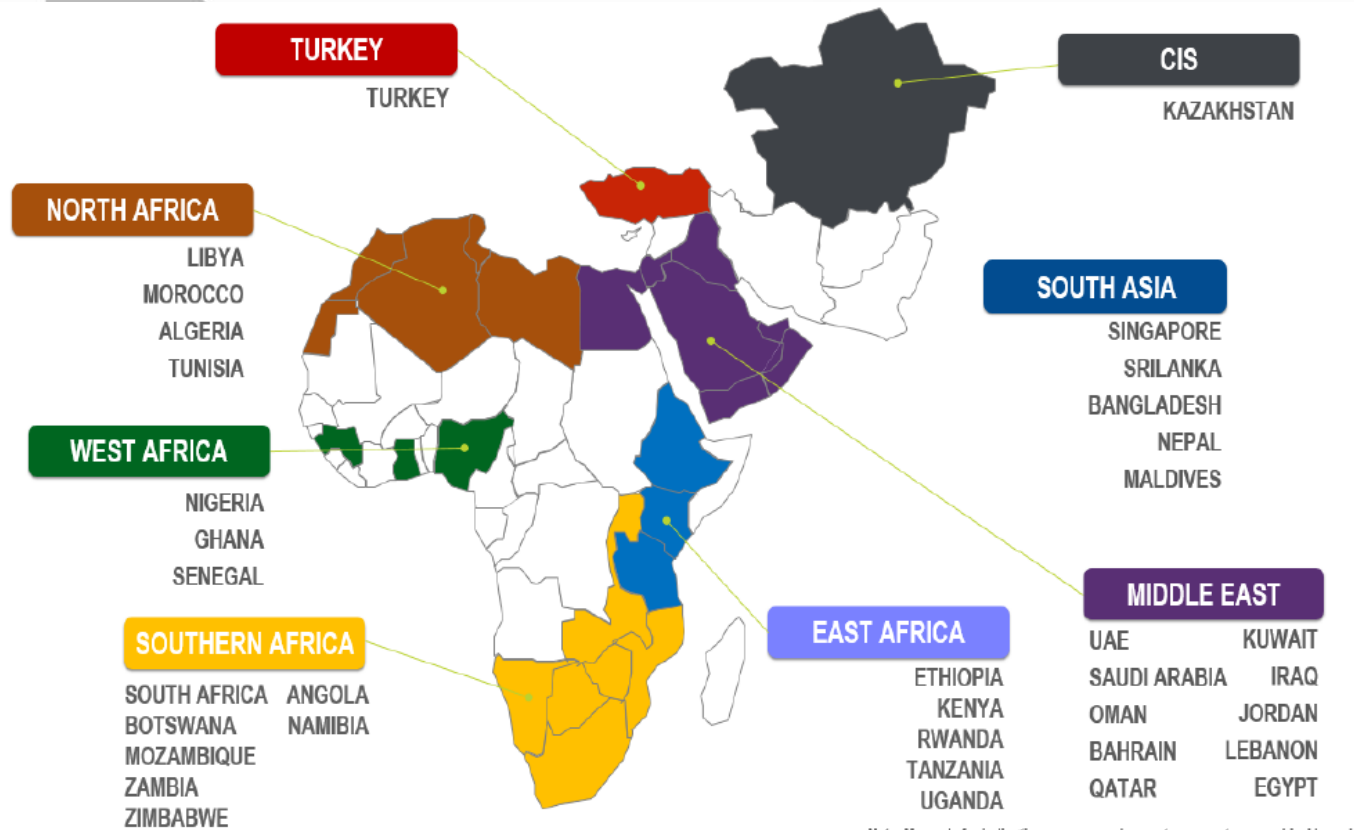 TURKEY
TURKEY
CIS
KAZAKHSTAN
NORTH AFRICA
LIBYA
MOROCCO
ALGERIA
TUNISIA
SOUTH ASIA
SINGAPORE
SRILANKA
BANGLADESH
NEPAL
MALDIVES
WEST AFRICA
NIGERIA
GHANA
SENEGAL
SOUTHERN AFRICA
SOUTH AFRICA ANGOLA
BOTSWANA NAMIBIA
MOZAMBIQUE
ZAMBIA
ZIMBABWE
EAST AFRICA
ETHIOPIA
KENYA
RWANDA
TANZANIA
UGANDA
MIDDLE EAST
UAE KUWAIT
SAUDI ARABIA IRAQ
OMAN JORDAN
BAHRAIN LEBANON
QATAR EGYPT